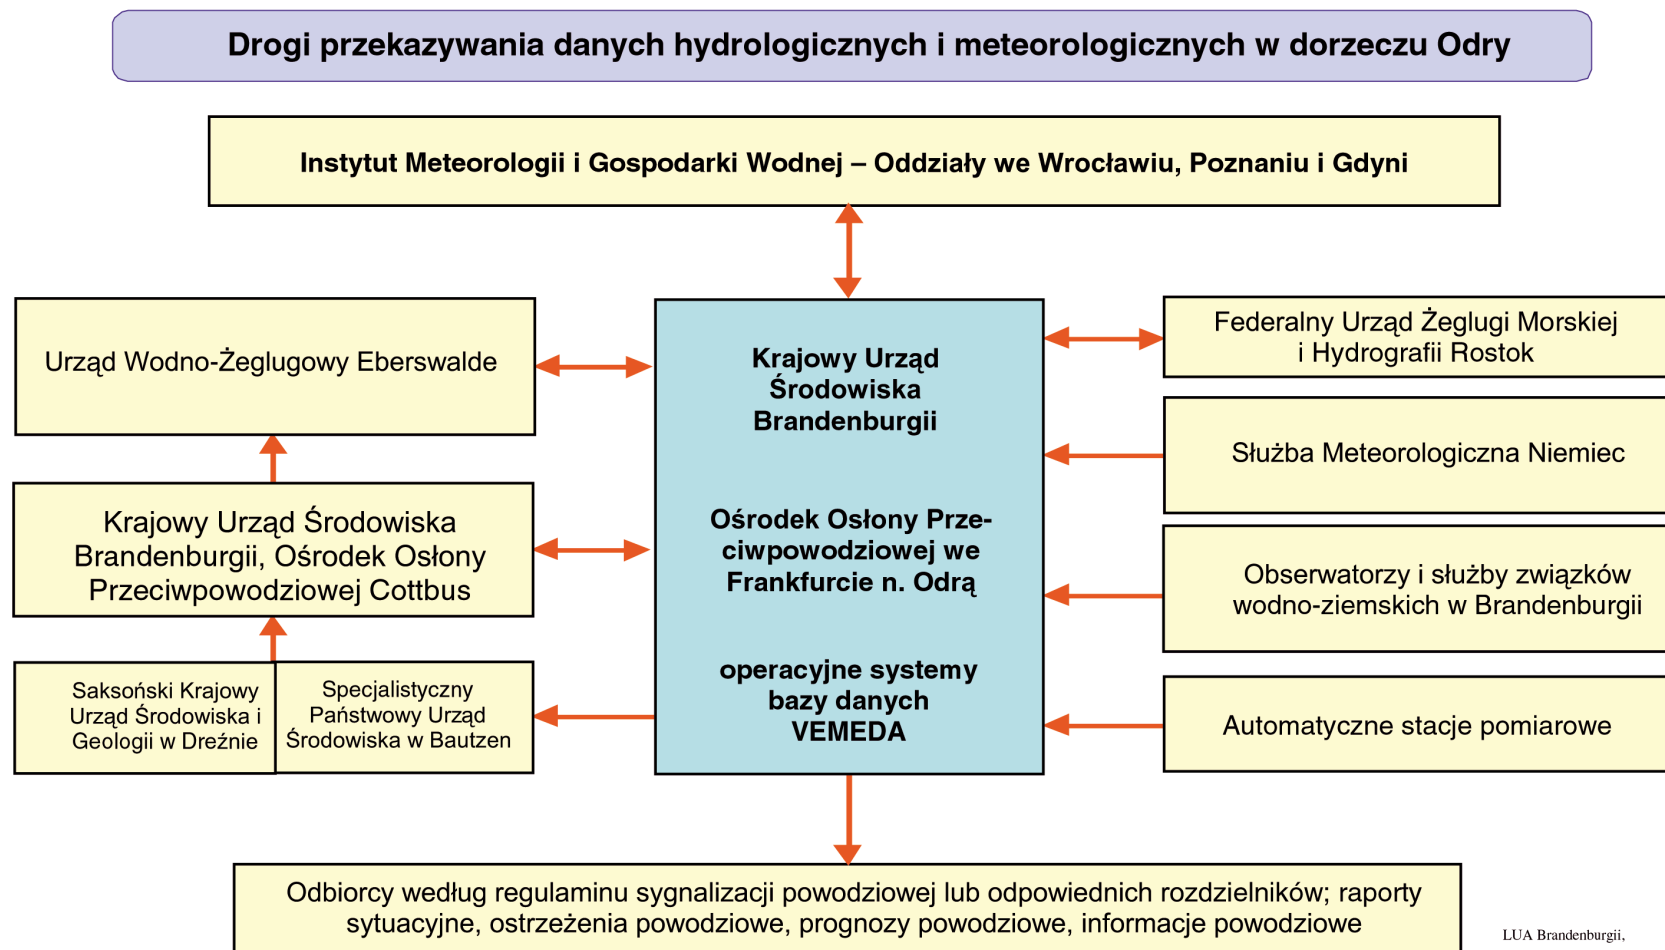 Drogi przekazywania danych hydrologicznych i meteorologicznych w dorzeczu Odry
Instytut Meteorologii i Gospodarki Wodnej – Oddziały we Wrocławiu, Poznaniu i Gdyni
Urząd Wodno-Żeglugowy Eberswalde
Krajowy Urząd Środowiska
Brandenburgii, Ośrodek Osłony
Przeciwpowodziowej Cottbus
Saksoński Krajowy
Urząd Środowiska i
Geologii w Dreźnie
Specjalistyczny
Państwowy Urząd
Środowiska w Bautzen
Krajowy Urząd
Środowiska
Brandenburgii
Ośrodek Osłony Prze-
ciwpowodziowej we
Frankfurcie n. Odrą
operacyjne systemy
bazy danych
VEMEDA
Federalny Urząd Żeglugi Morskiej
i Hydrografii Rostok
Służba Meteorologiczna Niemiec
Obserwatorzy i służby związków
wodno-ziemskich w Brandenburgii
Automatyczne stacje pomiarowe
Odbiorcy według regulaminu sygnalizacji powodziowej lub odpowiednich rozdzielników; raporty
sytuacyjne, ostrzeżenia powodziowe, prognozy powodziowe, informacje powodziowe
LUA Brandenburgii,